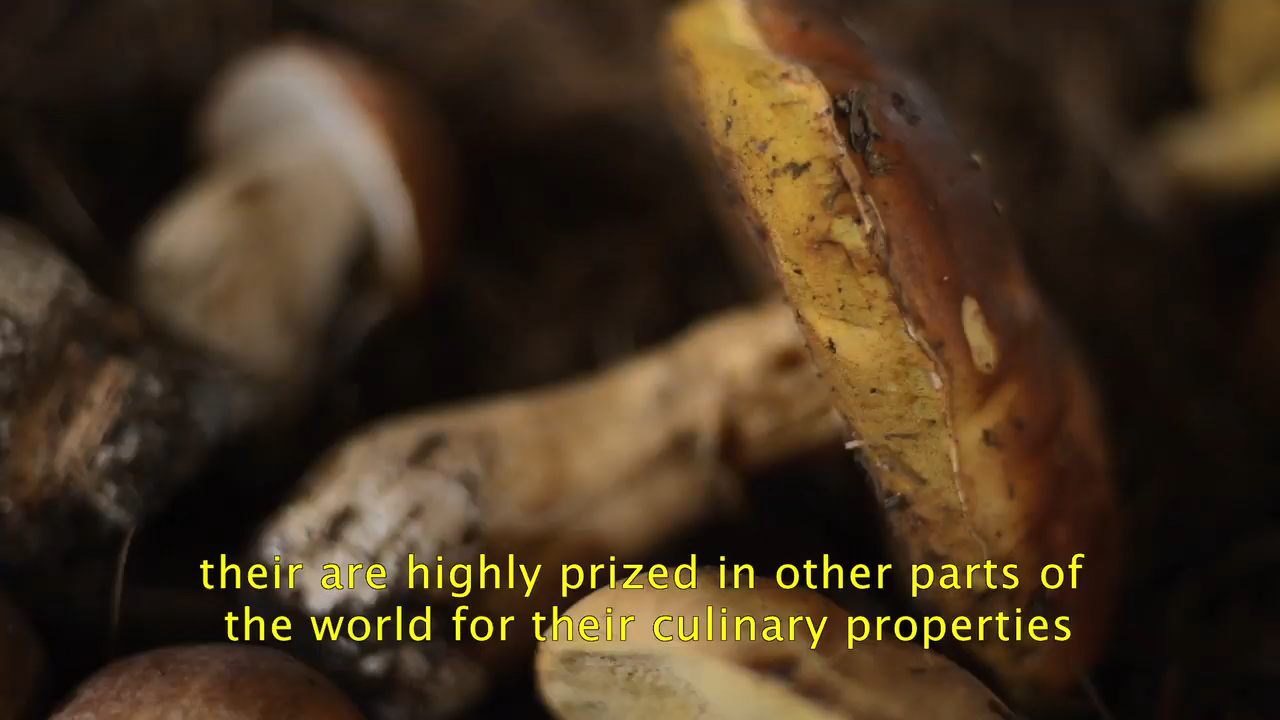 their are highly prized in other parts of
the world for their culinary properties